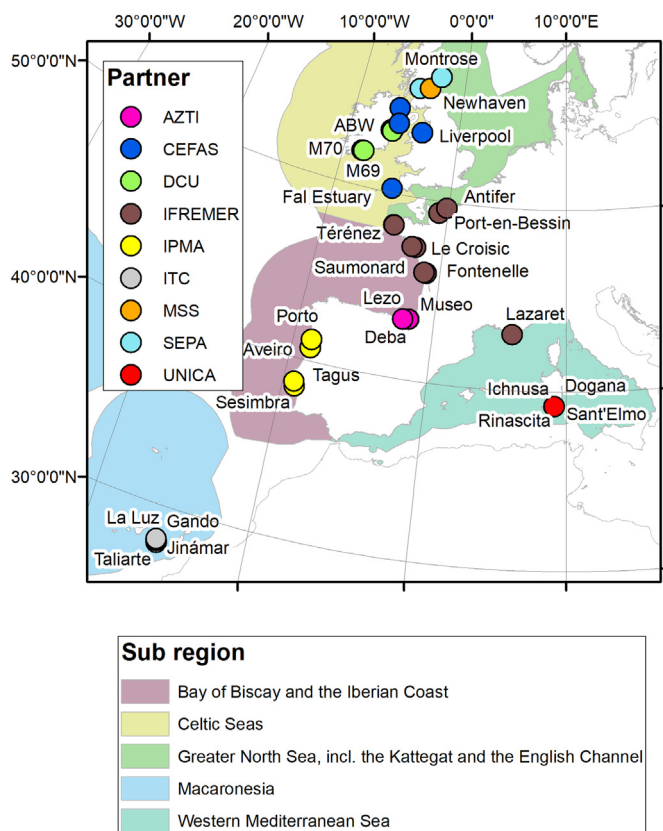 30°0'0"W
20°0'0"W
10°0'0"W
0°0'0"
10°0'0"E
50°0'0"N
40°0'0"N
30°0'0"N
Partner
AZTI
CEFAS
DCU
IFREMER
IPMA
ITC
MSS
SEPA
UNICA
Montrose
Newhaven
ABW
Liverpool
M70
M69
Fal Estuary
Antifer
Port-en-Bessin
Térénez
Le Croisic
Saumonard
Fontenelle
Lezo
Museo
Deba
Lazaret
Porto
Aveiro
Tagus
Sesimbra
Ichnusa
Dogana
Rinascita
Sant'Elmo
La Luz
Gando
Taliarte
Jinámar
Sub region
Bay of Biscay and the Iberian Coast
Celtic Seas
Greater North Sea, incl. the Kattegat and the English Channel
Macaronesia
Western Mediterranean Sea